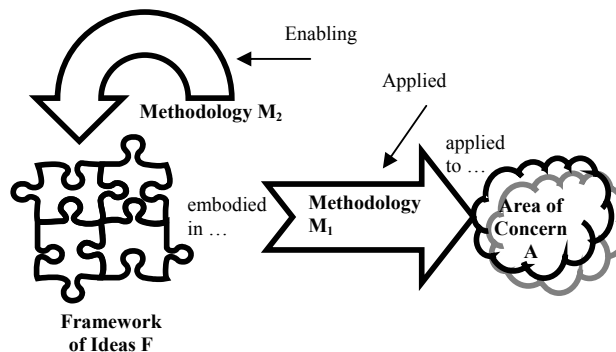 Enabling
Methodology M2
Applied
applied
to …
embodied
in …
Methodology
M1
Area of
Concern
A
Framework
of Ideas F